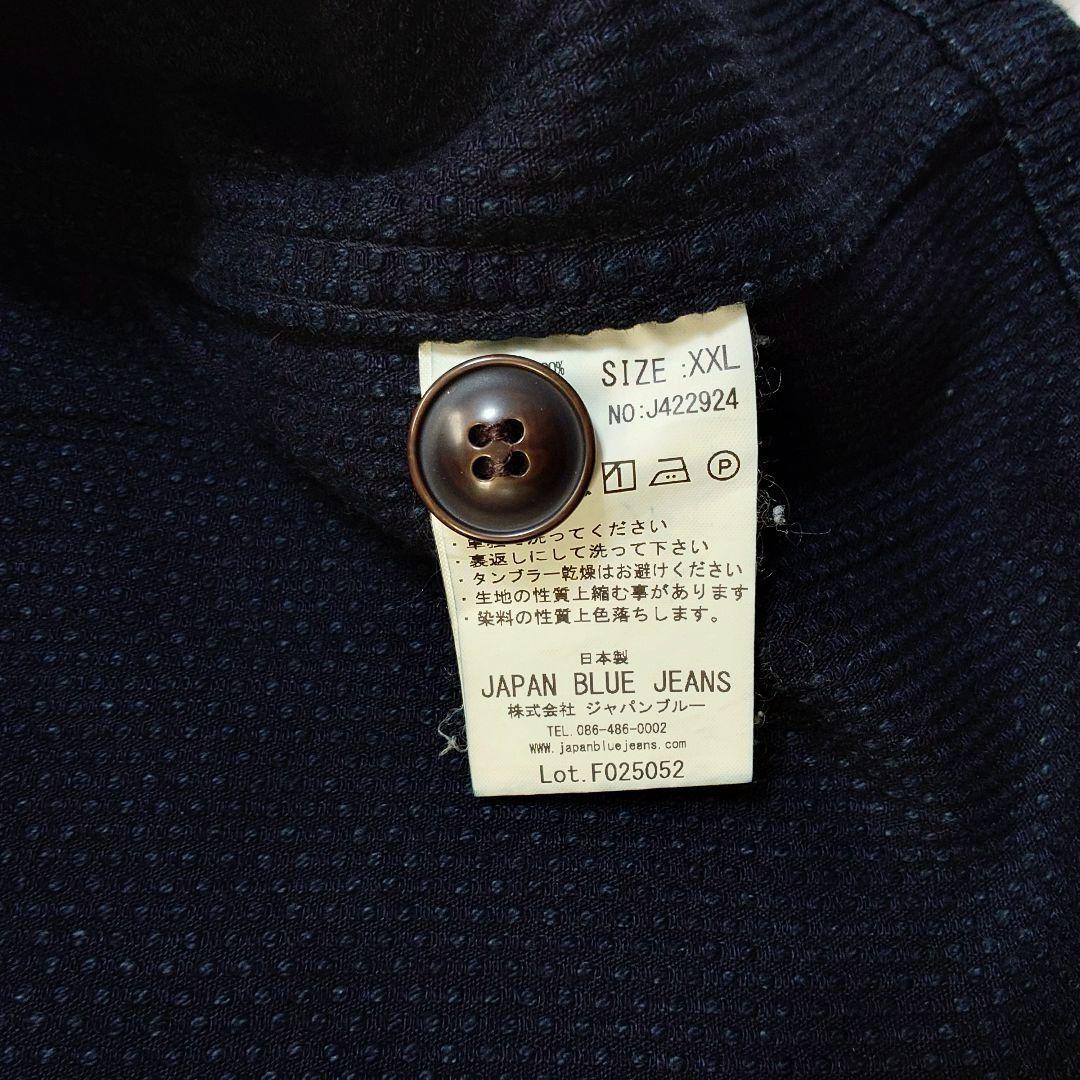 SIZE :XXL
NO:J422924
P
洗ってください
・裏返しにして洗って下さい
・タンブラー乾燥はお避けください
・生地の性質上縮む事があります
・染料の性質上色落ちします。
日本製
JAPAN BLUE JEANS
株式会社 ジャパンブルー
TEL.086-486-0002
www.japanbluejeans.com
Lot.F025052